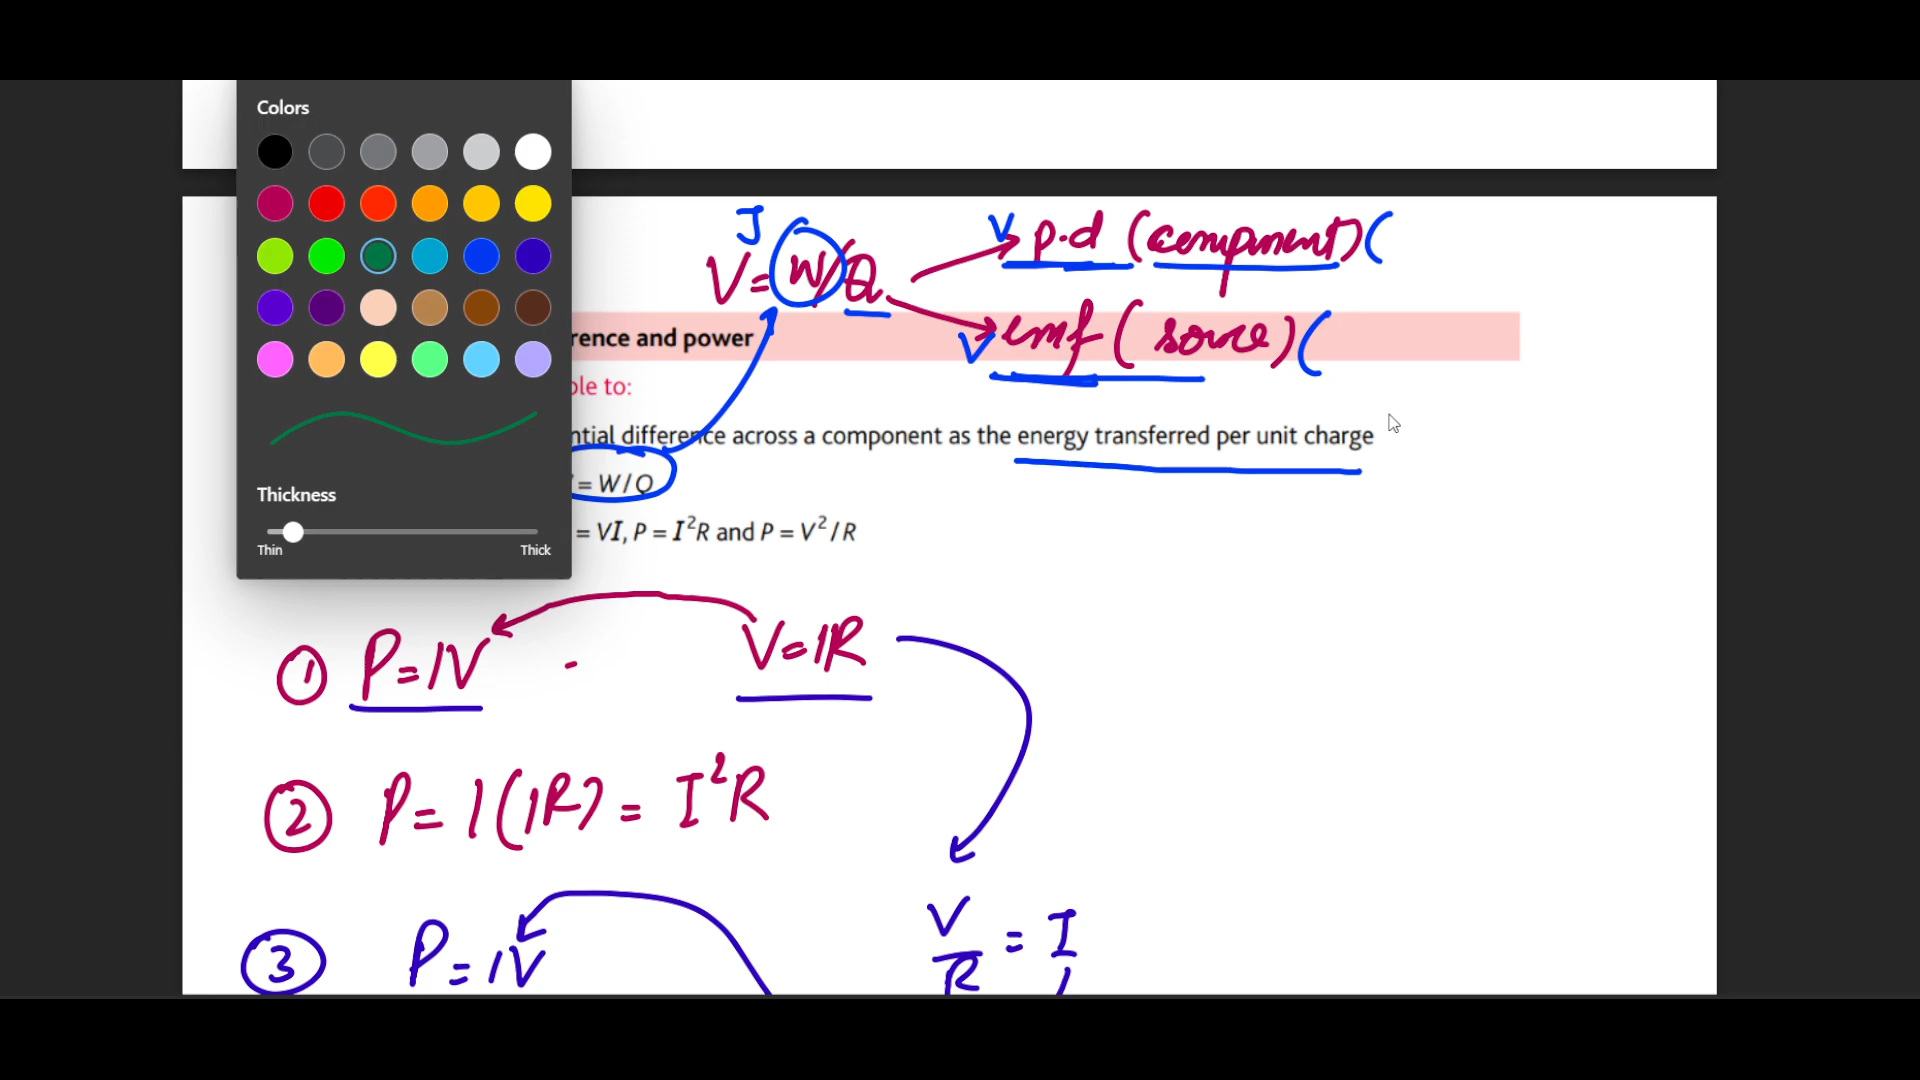 Colors
Thickness
Thin
Thick
J
V = W/Q
V p.d (component) (
V emf (source) (
rence and power
ble to:
ntial difference across a component as the energy transferred per unit charge
= W/Q
= VI, P = I²R and P = V²/R
① P = IV
V = IR
② P = I(IR) = I²R
③ P = IV
V/R = I